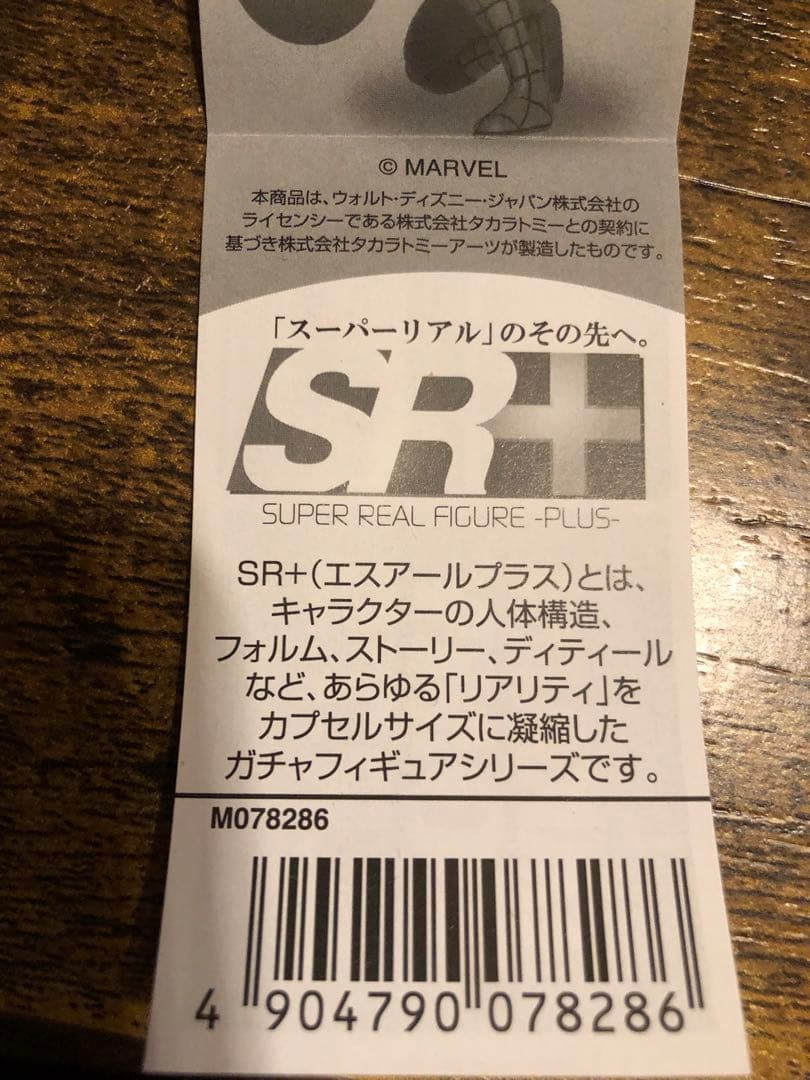 © MARVEL
本商品は、ウォルト・ディズニー・ジャパン株式会社の
ライセンシーである株式会社タカラトミーとの契約に
基づき株式会社タカラトミーアーツが製造したものです。
「スーパーリアル」のその先へ。
SR+
SUPER REAL FIGURE -PLUS-
SR+(エスアールプラス)とは、
キャラクターの人体構造、
フォルム、ストーリー、ディティール
など、あらゆる「リアリティ」を
カプセルサイズに凝縮した
ガチャフィギュアシリーズです。
M078286
4 904790 078286